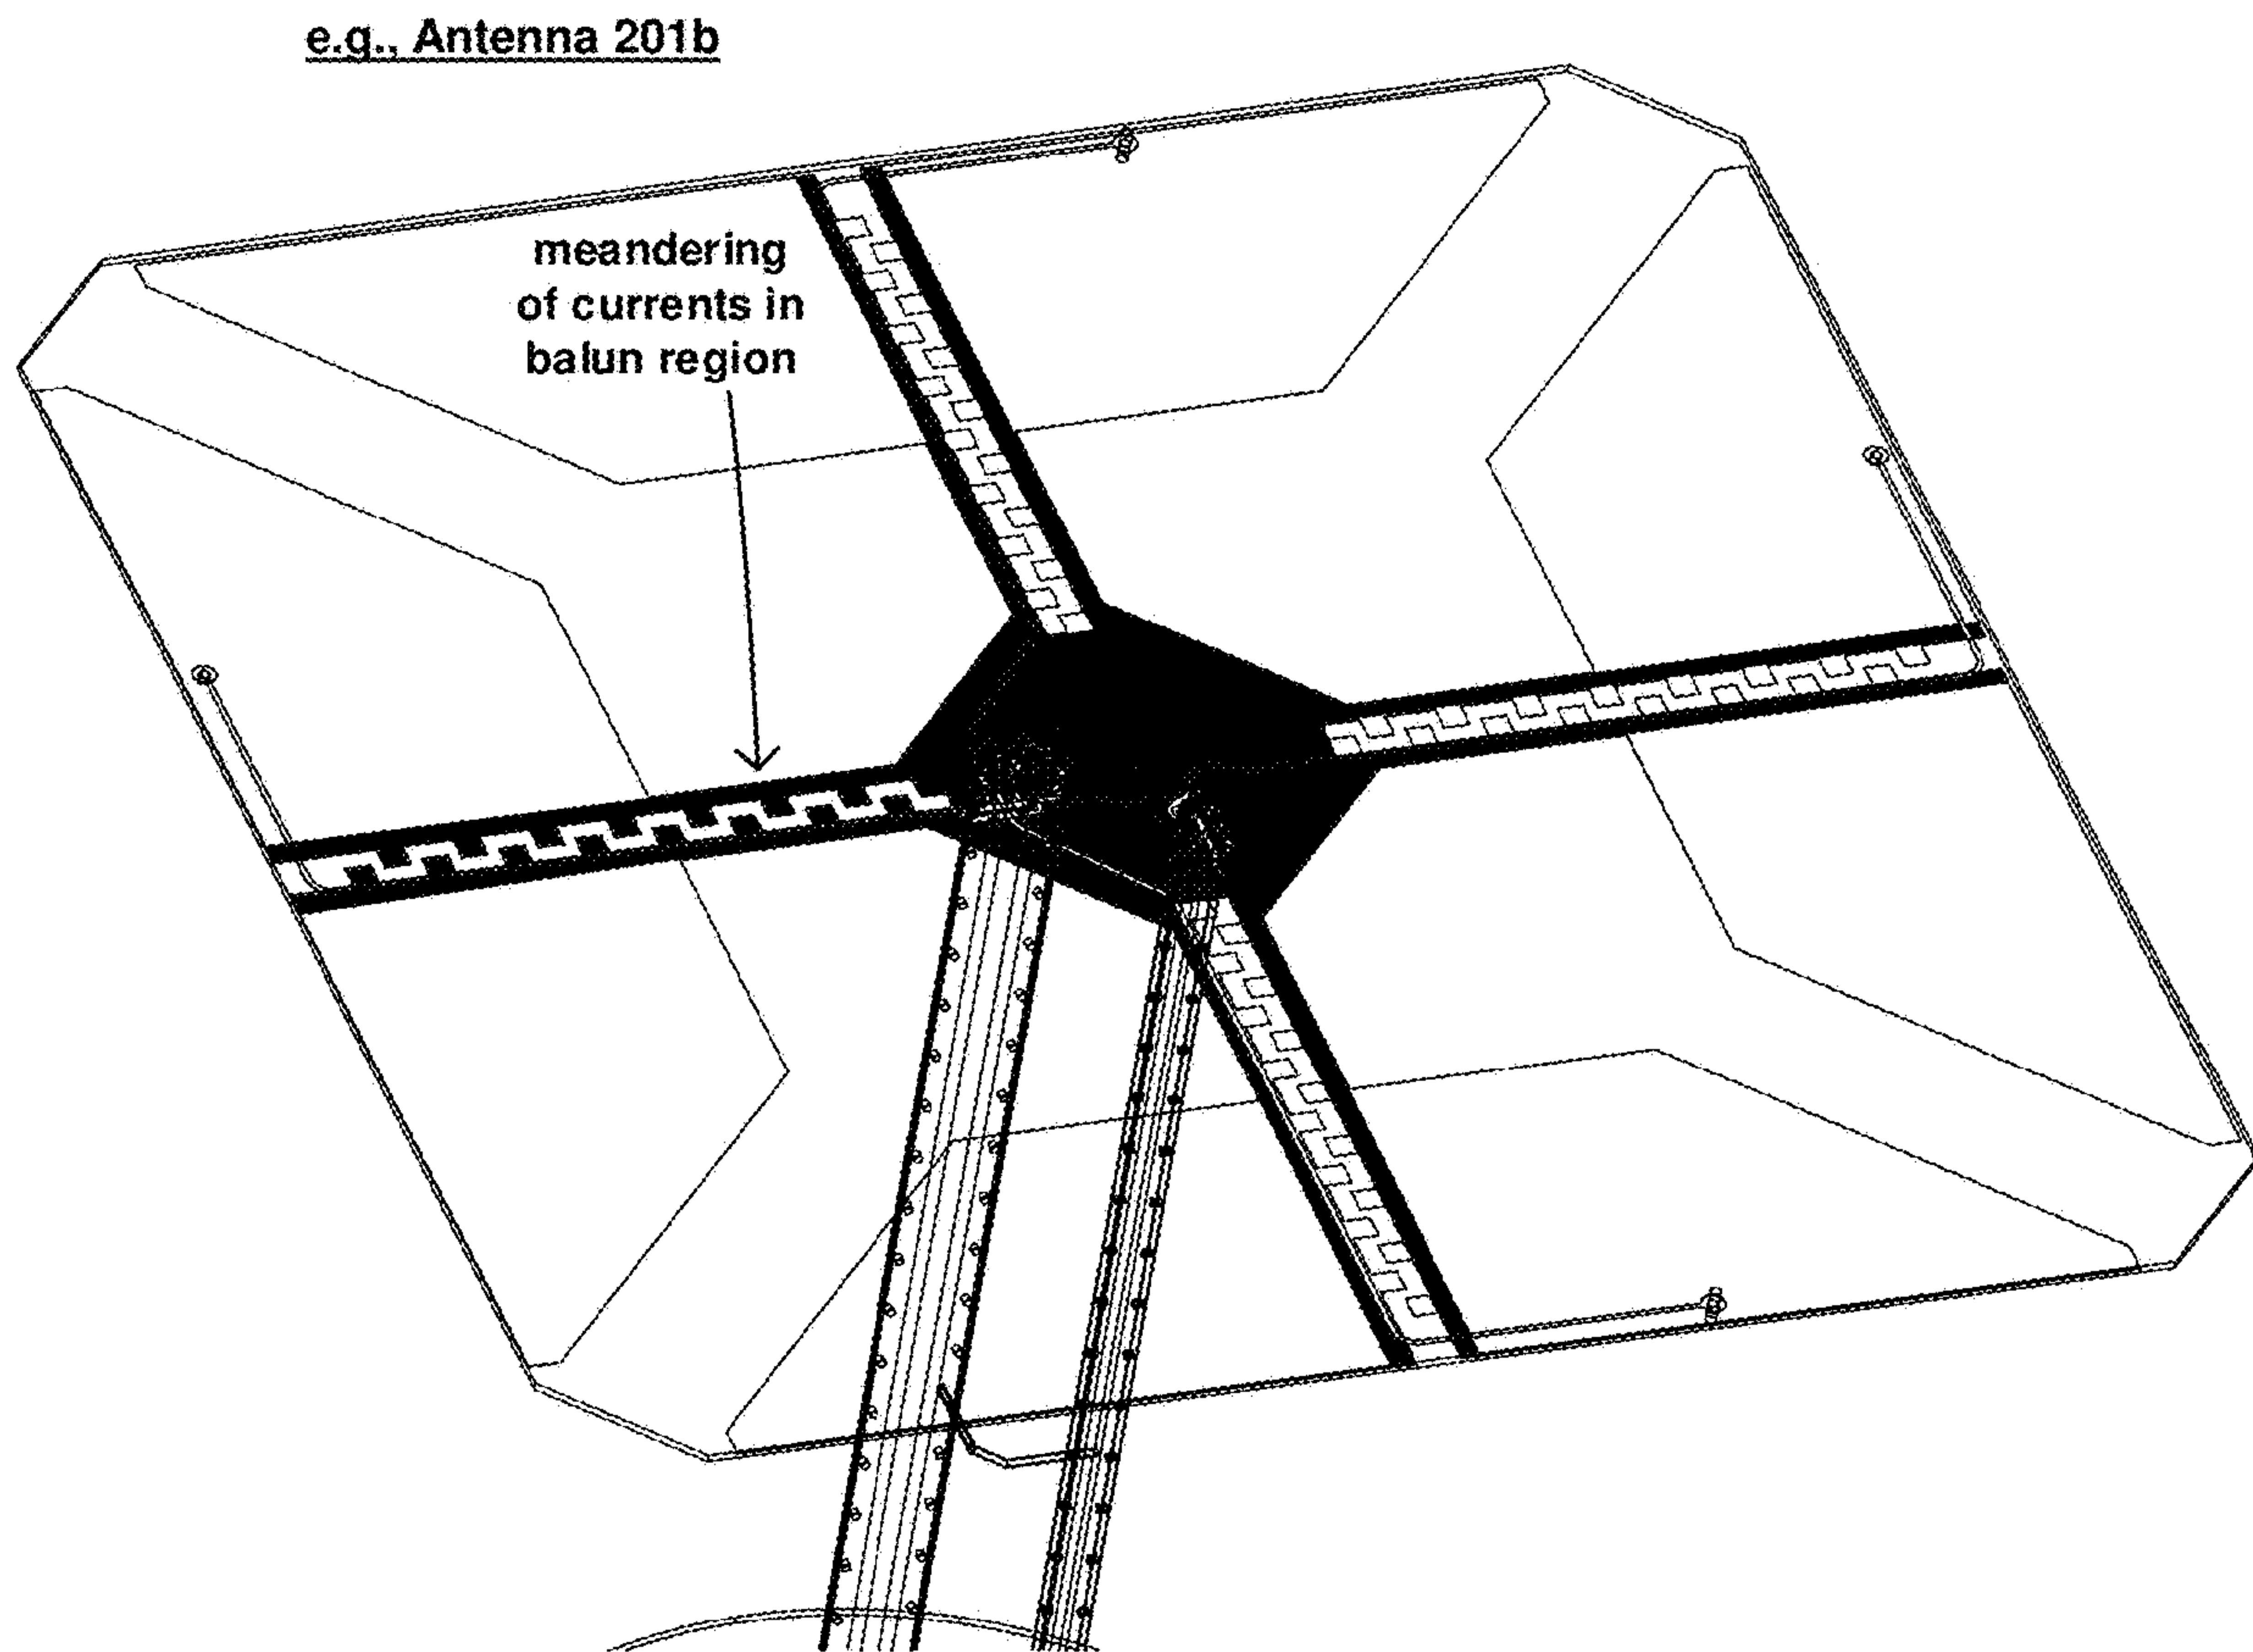 e.g., Antenna 201b
meandering
of currents in
balun region